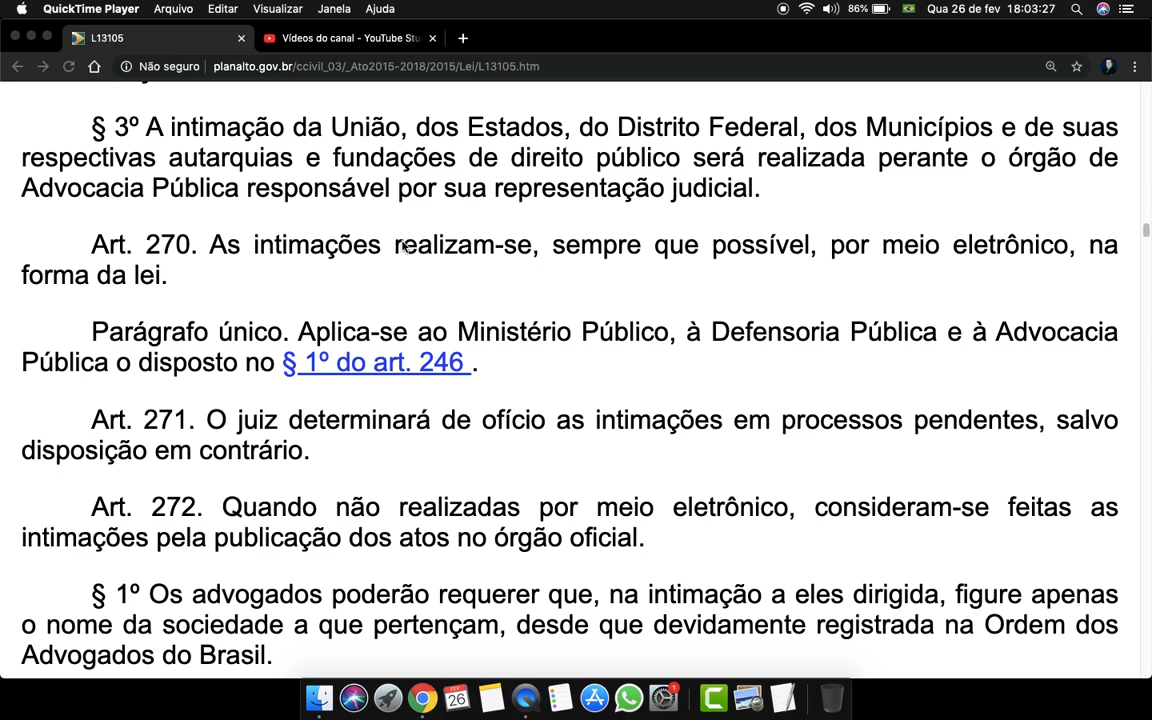 QuickTime Player Arquivo Editar Visualizar Janela Ajuda 86% Qua 26 de fev 18:03:27
L13105 Vídeos do canal - YouTube Stu
Não seguro planalto.gov.br/ccivil_03/_Ato2015-2018/2015/Lei/L13105.htm
§ 3º A intimação da União, dos Estados, do Distrito Federal, dos Municípios e de suas
respectivas autarquias e fundações de direito público será realizada perante o órgão de
Advocacia Pública responsável por sua representação judicial.
Art. 270. As intimações realizam-se, sempre que possível, por meio eletrônico, na
forma da lei.
Parágrafo único. Aplica-se ao Ministério Público, à Defensoria Pública e à Advocacia
Pública o disposto no § 1º do art. 246 .
Art. 271. O juiz determinará de ofício as intimações em processos pendentes, salvo
disposição em contrário.
Art. 272. Quando não realizadas por meio eletrônico, consideram-se feitas as
intimações pela publicação dos atos no órgão oficial.
§ 1º Os advogados poderão requerer que, na intimação a eles dirigida, figure apenas
o nome da sociedade a que pertençam, desde que devidamente registrada na Ordem dos
Advogados do Brasil.
FEV
26
1